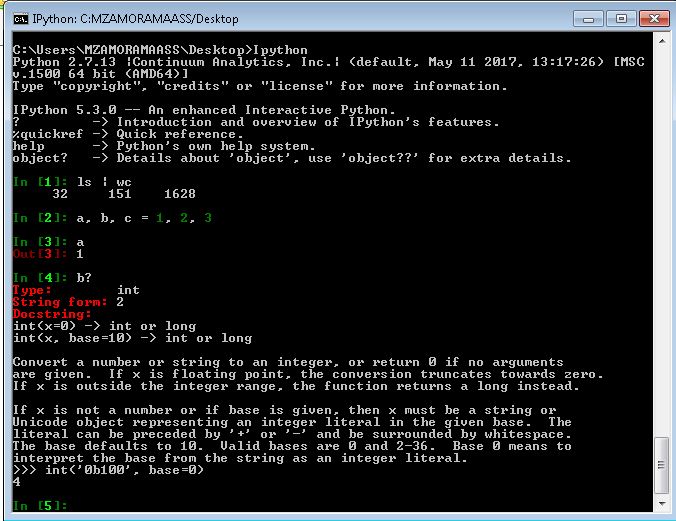 IPython: C:MZAMORAMAASS/Desktop
C:\Users\MZAMORAMAASS\Desktop>Ipython
Python 2.7.13 |Continuum Analytics, Inc.| (default, May 11 2017, 13:17:26) [MSC
v.1500 64 bit (AMD64)]
Type "copyright", "credits" or "license" for more information.
IPython 5.3.0 -- An enhanced Interactive Python.
?         -> Introduction and overview of IPython's features.
%quickref -> Quick reference.
help      -> Python's own help system.
object?   -> Details about 'object', use 'object??' for extra details.
In [1]: ls | wc
     32     151    1628
In [2]: a, b, c = 1, 2, 3
In [3]: a
Out[3]: 1
In [4]: b?
Type:        int
String form: 2
Docstring:
int(x=0) -> int or long
int(x, base=10) -> int or long
Convert a number or string to an integer, or return 0 if no arguments
are given.  If x is floating point, the conversion truncates towards zero.
If x is outside the integer range, the function returns a long instead.
If x is not a number or if base is given, then x must be a string or
Unicode object representing an integer literal in the given base.  The
literal can be preceded by '+' or '-' and be surrounded by whitespace.
The base defaults to 10.  Valid bases are 0 and 2-36.  Base 0 means to
interpret the base from the string as an integer literal.
>>> int('0b100', base=0)
4
In [5]: